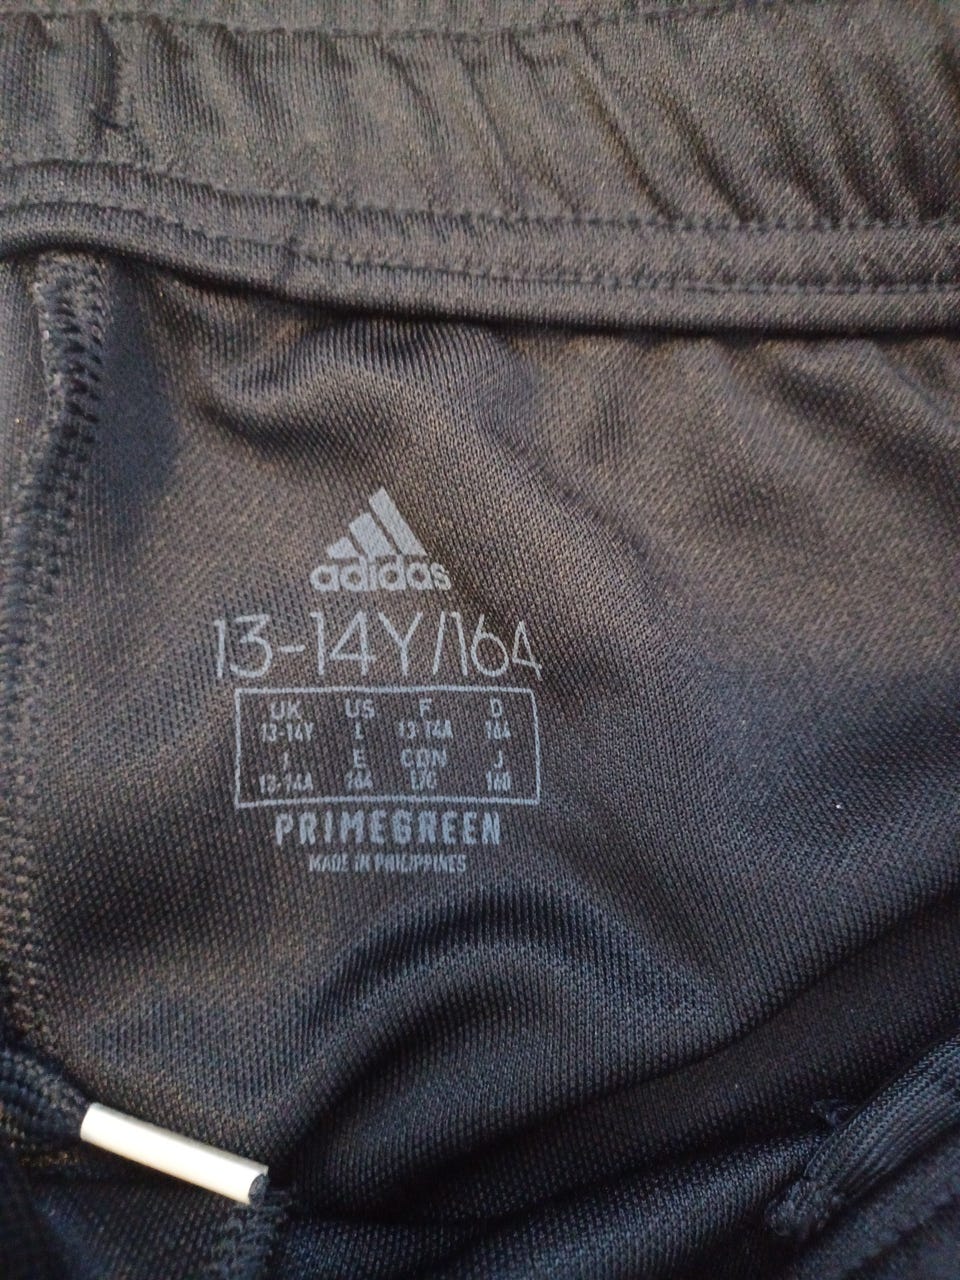 adidas
13-14Y/164
UK US F D
13-14Y L 13-14A 164
I E CDN J
13-14A 164 L/G 160
PRIMEGREEN
MADE IN PHILIPPINES